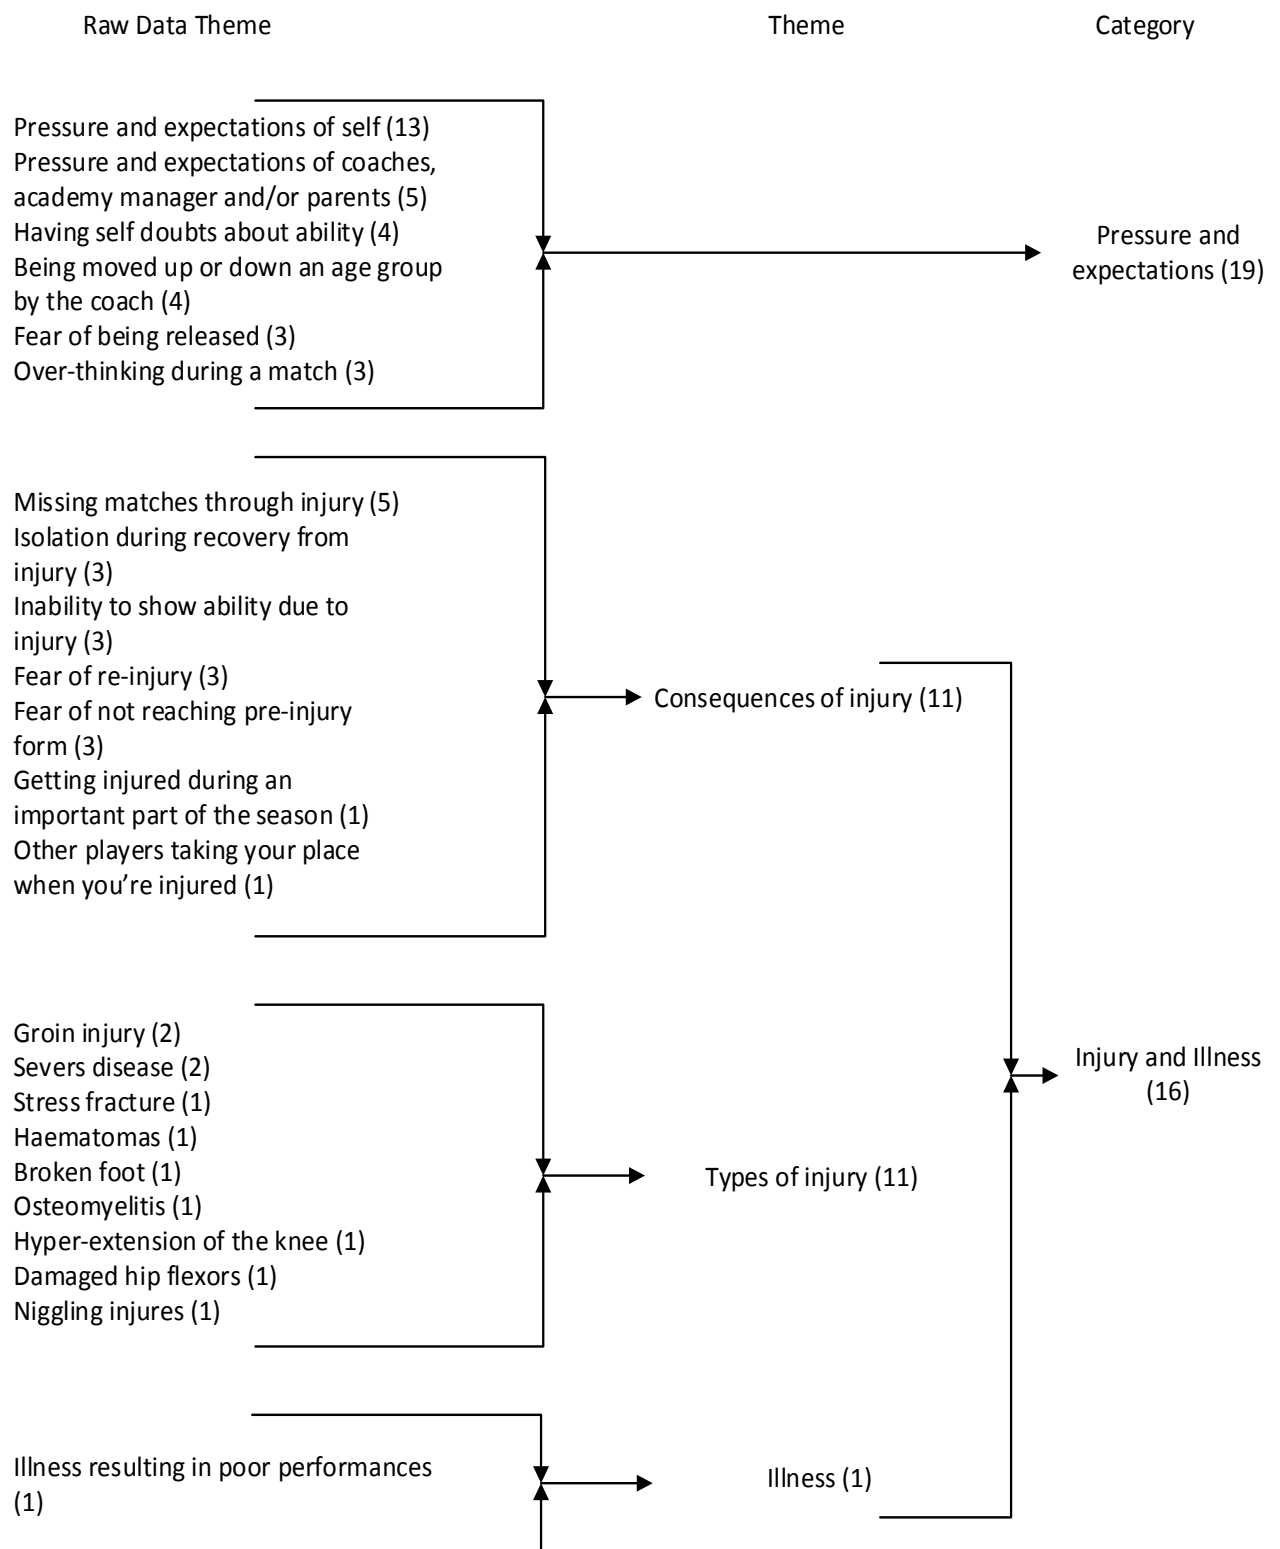 Raw Data Theme
Theme
Category
Pressure and expectations of self (13)
Pressure and expectations of coaches,
academy manager and/or parents (5)
Having self doubts about ability (4)
Being moved up or down an age group
by the coach (4)
Fear of being released (3)
Over-thinking during a match (3)
Pressure and
expectations (19)
Missing matches through injury (5)
Isolation during recovery from
injury (3)
Inability to show ability due to
injury (3)
Fear of re-injury (3)
Fear of not reaching pre-injury
form (3)
Getting injured during an
important part of the season (1)
Other players taking your place
when you’re injured (1)
Consequences of injury (11)
Groin injury (2)
Severs disease (2)
Stress fracture (1)
Haematomas (1)
Broken foot (1)
Osteomyelitis (1)
Hyper-extension of the knee (1)
Damaged hip flexors (1)
Niggling injures (1)
Types of injury (11)
Injury and Illness
(16)
Illness resulting in poor performances
(1)
Illness (1)